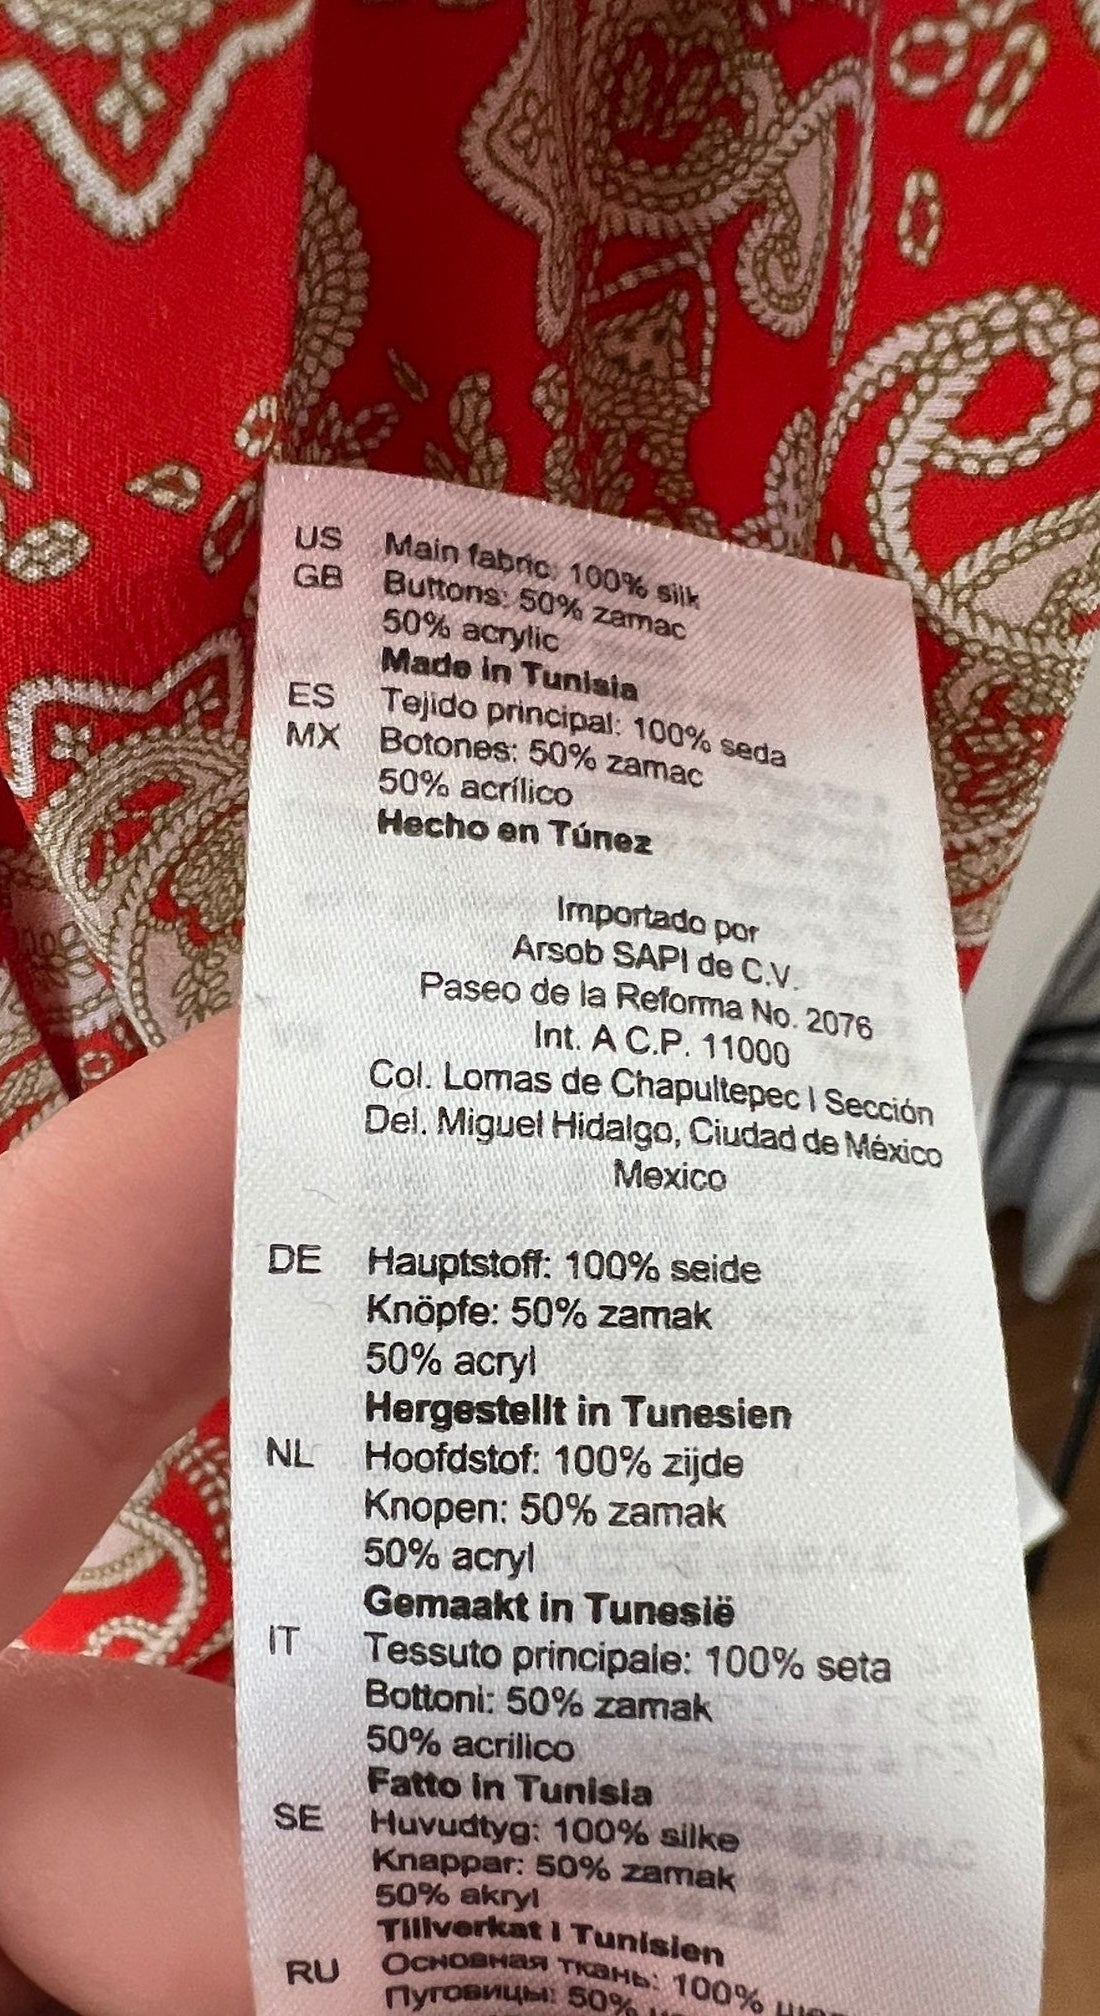 US Main fabric: 100% silk
GB Buttons: 50% zamac
50% acrylic
Made in Tunisia
ES Tejido principal: 100% seda
MX Botones: 50% zamac
50% acrílico
Hecho en Túnez
Importado por
Arsob SAPI de C.V.
Paseo de la Reforma No. 2076
Int. A C.P. 11000
Col. Lomas de Chapultepec I Sección
Del. Miguel Hidalgo, Ciudad de México
Mexico
DE Hauptstoff: 100% seide
Knöpfe: 50% zamak
50% acryl
Hergestellt in Tunesien
NL Hoofdstof: 100% zijde
Knopen: 50% zamak
50% acryl
Gemaakt in Tunesië
IT Tessuto principale: 100% seta
Bottoni: 50% zamak
50% acrilico
Fatto in Tunisia
SE Huvudtyg: 100% silke
Knappar: 50% zamak
50% akryl
Tillverkat i Tunisien
RU Основная ткань: 100%
Пуговицы: 50%